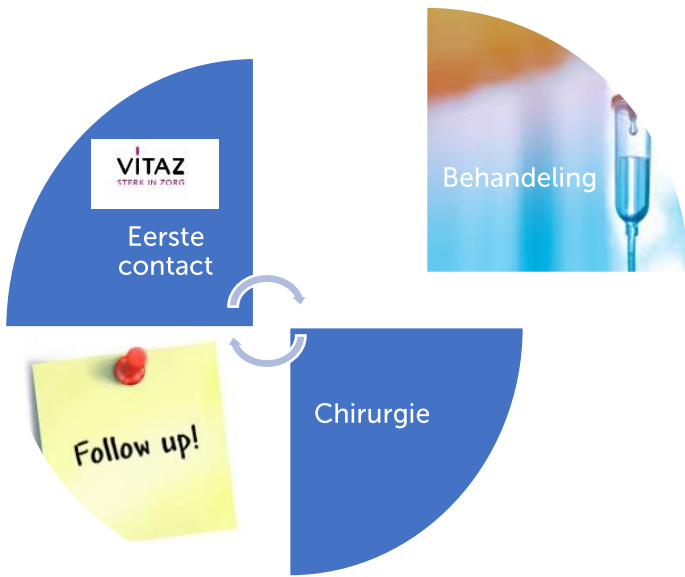 VITAZ
STERK IN ZORG
Eerste
contact
Behandeling
Follow up!
Chirurgie